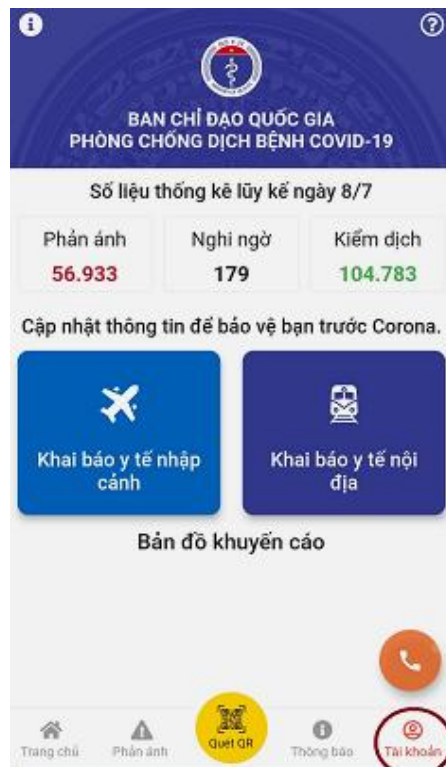 BAN CHỈ ĐẠO QUỐC GIA
PHÒNG CHỐNG DỊCH BỆNH COVID-19
Số liệu thống kê lũy kế ngày 8/7
Phản ánh
Nghi ngờ
Kiểm dịch
56.933
179
104.783
Cập nhật thông tin để bảo vệ bạn trước Corona.
Khai báo y tế nhập
cảnh
Khai báo y tế nội
địa
Bản đồ khuyến cáo
Trang chủ
Phản ánh
Quét QR
Thông báo
Tài khoản